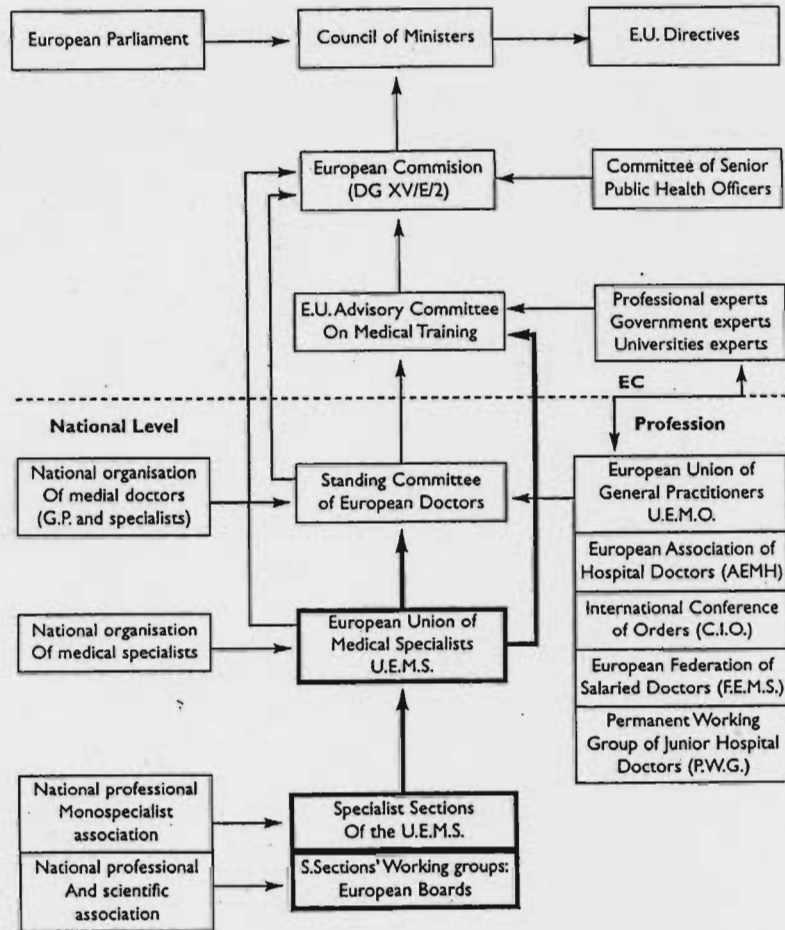 European Parliament
Council of Ministers
E.U. Directives
European Commision
(DG XV/E/2)
Committee of Senior
Public Health Officers
E.U. Advisory Committee
On Medical Training
Professional experts
Government experts
Universities experts
EC
National Level
Profession
National organisation
Of medial doctors
(G.P. and specialists)
Standing Committee
of European Doctors
European Union of
General Practitioners
U.E.M.O.
European Association of
Hospital Doctors (AEMH)
International Conference
of Orders (C.I.O.)
European Federation of
Salaried Doctors (F.E.M.S.)
Permanent Working
Group of Junior Hospital
Doctors (P.W.G.)
National organisation
Of medical specialists
European Union of
Medical Specialists
U.E.M.S.
National professional
Monospecialist
association
Specialist Sections
Of the U.E.M.S.
National professional
And scientific
association
S.Sections' Working groups:
European Boards